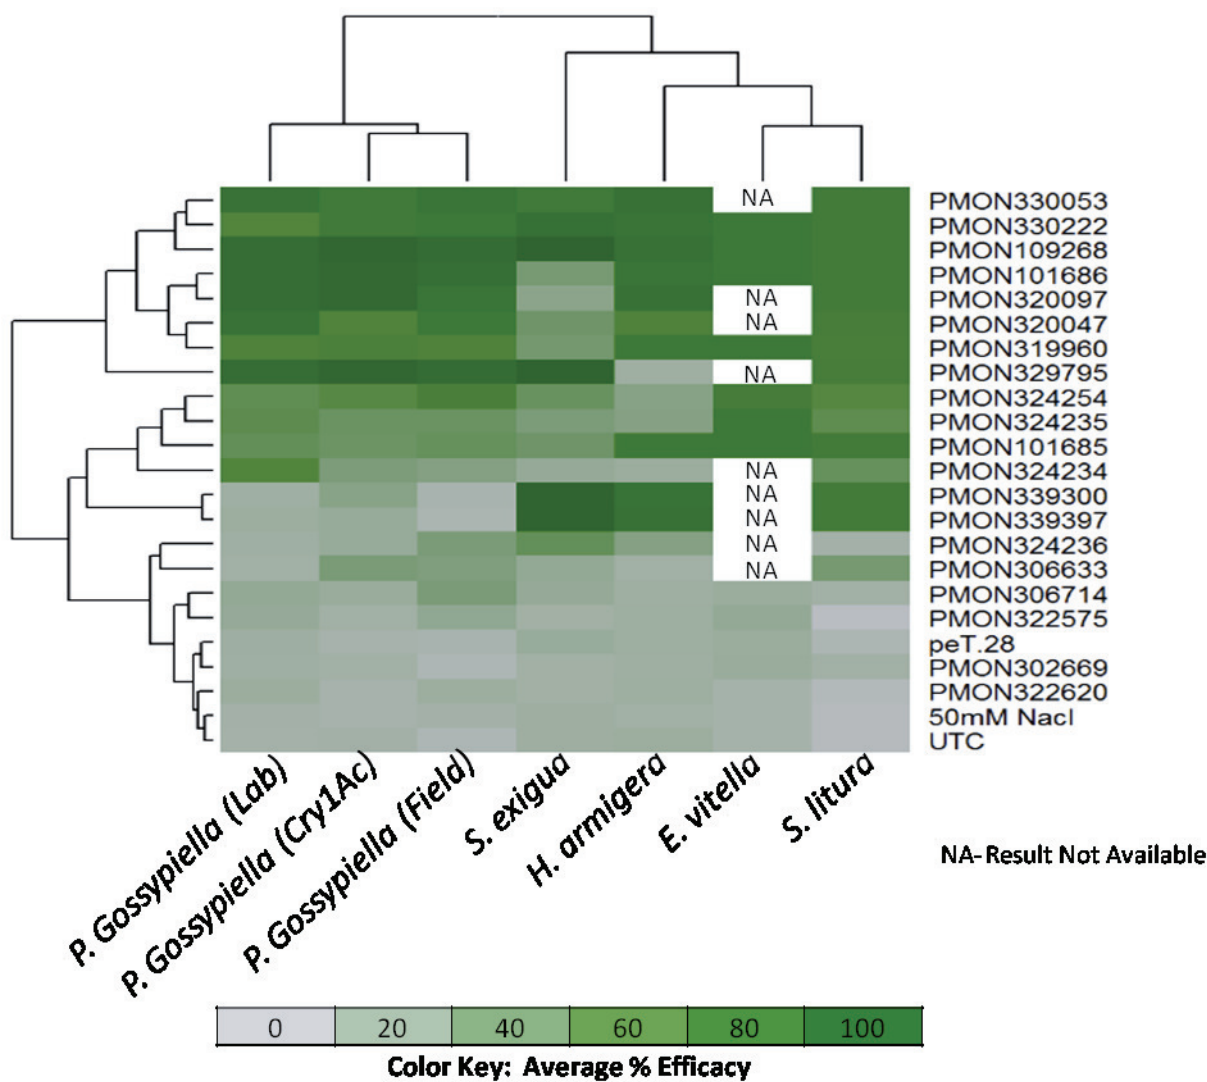 NA PMON330053
PMON330222
PMON109268
PMON101686
NA PMON320097
NA PMON320047
PMON319960
NA PMON329795
PMON324254
PMON324235
PMON101685
NA PMON324234
NA PMON339300
NA PMON339397
NA PMON324236
NA PMON306633
PMON306714
PMON322575
peT.28
PMON302669
PMON322620
50mM Nacl
UTC
P. Gossypiella (Lab)
P. Gossypiella (Cry1Ac)
P. Gossypiella (Field)
S. exigua
H. armigera
E. vitella
S. litura
NA-Result Not Available
0 20 40 60 80 100
Color Key: Average % Efficacy